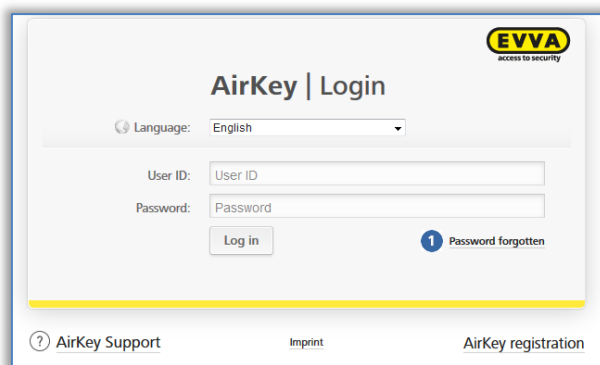 EVVA
access to security
AirKey | Login
Language: English
User ID: User ID
Password: Password
Log in 1 Password forgotten
? AirKey Support Imprint AirKey registration